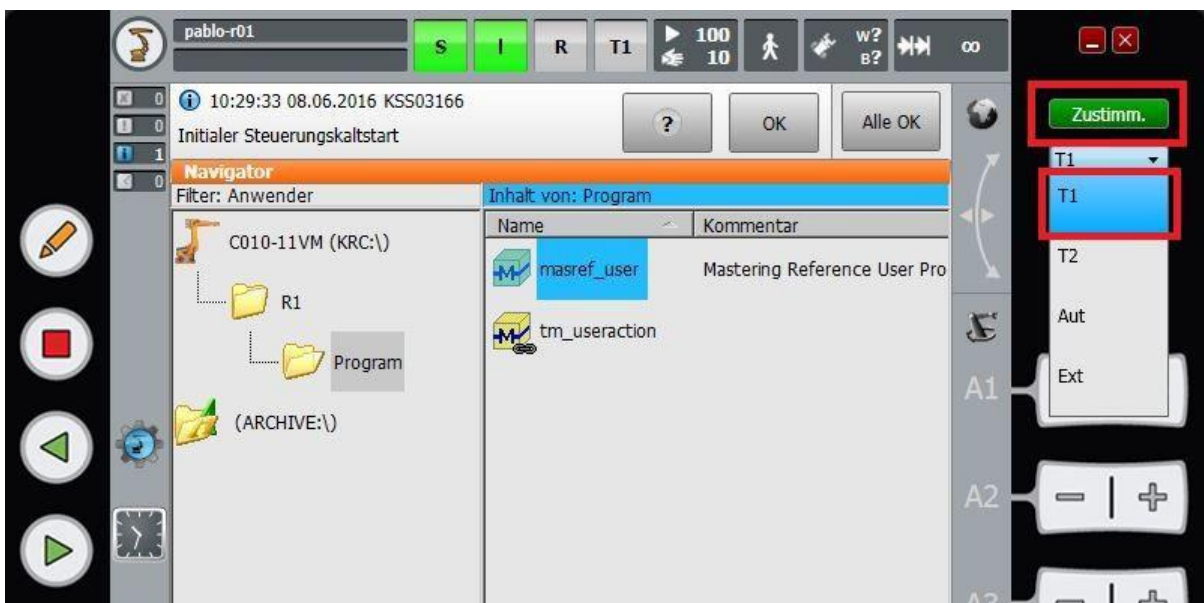 pablo-r01
S
I
R
T1
100
10
W?
B?
∞
0
0
1
0
10:29:33 08.06.2016 KSS03166
Initialer Steuerungskaltstart
?
OK
Alle OK
Navigator
Filter: Anwender
Inhalt von: Program
C010-11VM (KRC:\)
R1
Program
(ARCHIVE:\)
Name
Kommentar
masref_user
Mastering Reference User Pro
tm_useraction
Zustimm.
T1
T1
T2
Aut
Ext
A1
A2
A3